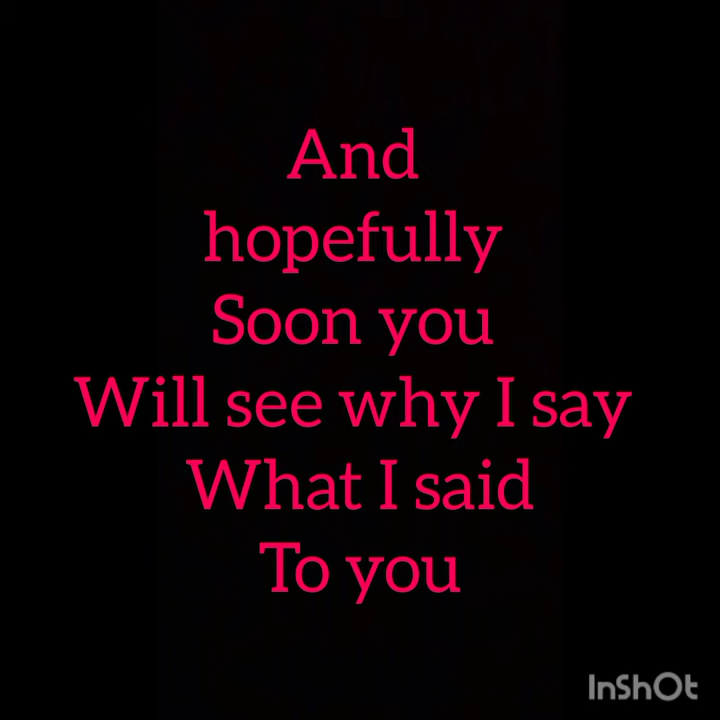 And
hopefully
Soon you
Will see why I say
What I said
To you
InShOt